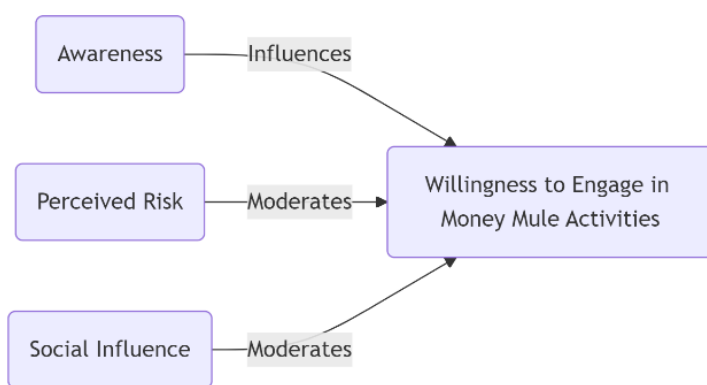 Awareness
Influences
Perceived Risk
Moderates
Willingness to Engage in
Money Mule Activities
Social Influence
Moderates